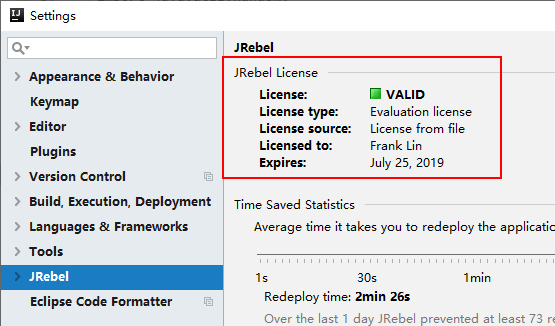 Settings
JRebel
JRebel License
License: VALID
License type: Evaluation license
License source: License from file
Licensed to: Frank Lin
Expires: July 25, 2019
Appearance & Behavior
Keymap
Editor
Plugins
Version Control
Build, Execution, Deployment
Languages & Frameworks
Tools
JRebel
Eclipse Code Formatter
Time Saved Statistics
Average time it takes you to redeploy the application
1s 30s 1min
Redeploy time: 2min 26s
Over the last 1 day JRebel prevented at least 73 re